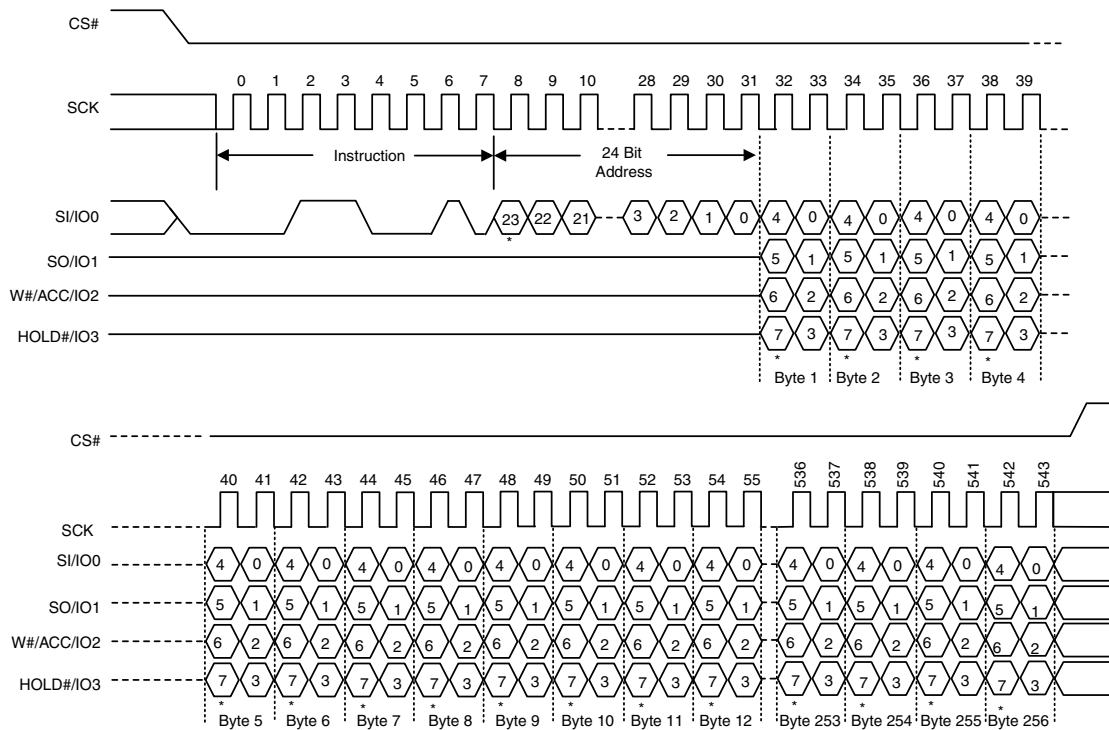 CS#
0 1 2 3 4 5 6 7 8 9 10 28 29 30 31 32 33 34 35 36 37 38 39
SCK
Instruction
24 Bit
Address
SI/IO0 23 22 21 3 2 1 0 4 0 4 0 4 0 4 0
*
SO/IO1 5 1 5 1 5 1 5 1
W#/ACC/IO2 6 2 6 2 6 2 6 2
HOLD#/IO3 7 3 7 3 7 3 7 3
* * * *
Byte 1 Byte 2 Byte 3 Byte 4
CS#
40 41 42 43 44 45 46 47 48 49 50 51 52 53 54 55 536 537 538 539 540 541 542 543
SCK
SI/IO0 4 0 4 0 4 0 4 0 4 0 4 0 4 0 4 0 4 0 4 0 4 0 4 0
SO/IO1 5 1 5 1 5 1 5 1 5 1 5 1 5 1 5 1 5 1 5 1 5 1 5 1
W#/ACC/IO2 6 2 6 2 6 2 6 2 6 2 6 2 6 2 6 2 6 2 6 2 6 2 6 2
HOLD#/IO3 7 3 7 3 7 3 7 3 7 3 7 3 7 3 7 3 7 3 7 3 7 3 7 3
* * * * * * * * * * * *
Byte 5 Byte 6 Byte 7 Byte 8 Byte 9 Byte 10 Byte 11 Byte 12 Byte 253 Byte 254 Byte 255 Byte 256